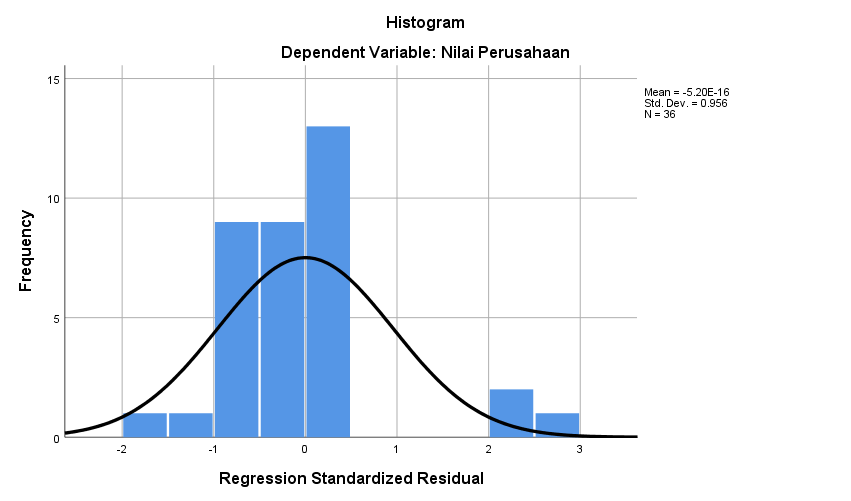 Histogram
Dependent Variable: Nilai Perusahaan
Mean = -5.20E-16
Std. Dev. = 0.956
N = 36
Frequency
15
10
5
0
-2
-1
0
1
2
3
Regression Standardized Residual